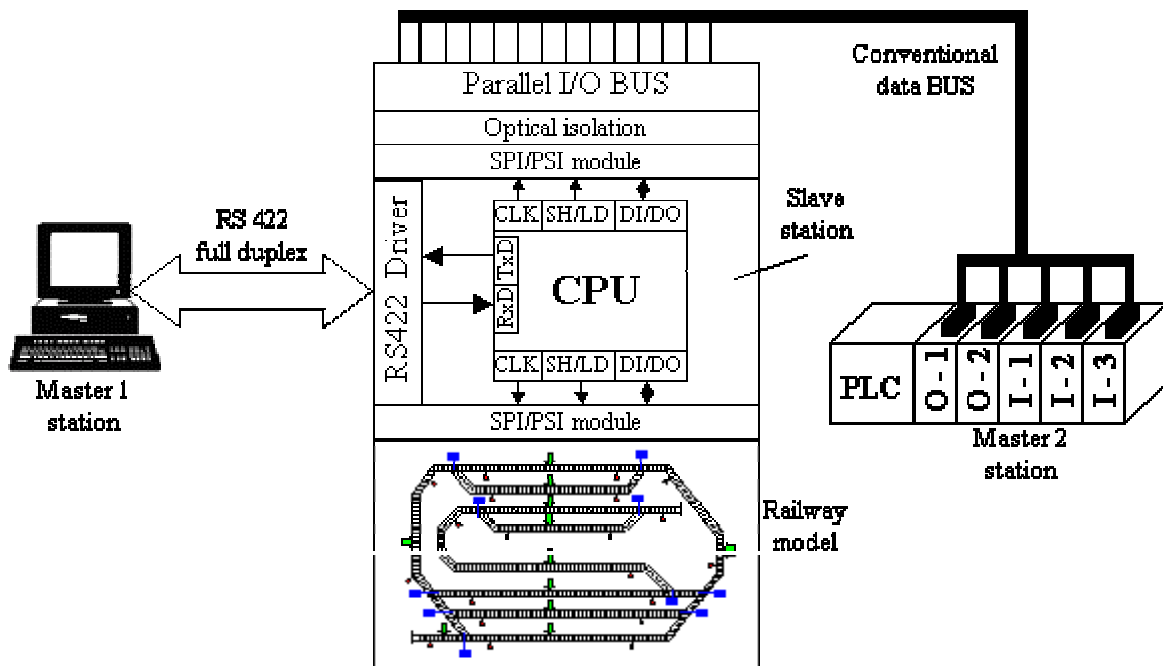 Parallel I/O BUS
Optical isolation
SPI/PSI module
Conventional
data BUS
RS 422
full duplex
Master 1
station
RS422 Driver
CLK
SH/LD
DI/DO
TxD
RxD
CPU
CLK
SH/LD
DI/DO
SPI/PSI module
Slave
station
PLC
O - 1
O - 2
I - 1
I - 2
I - 3
Master 2
station
Railway
model